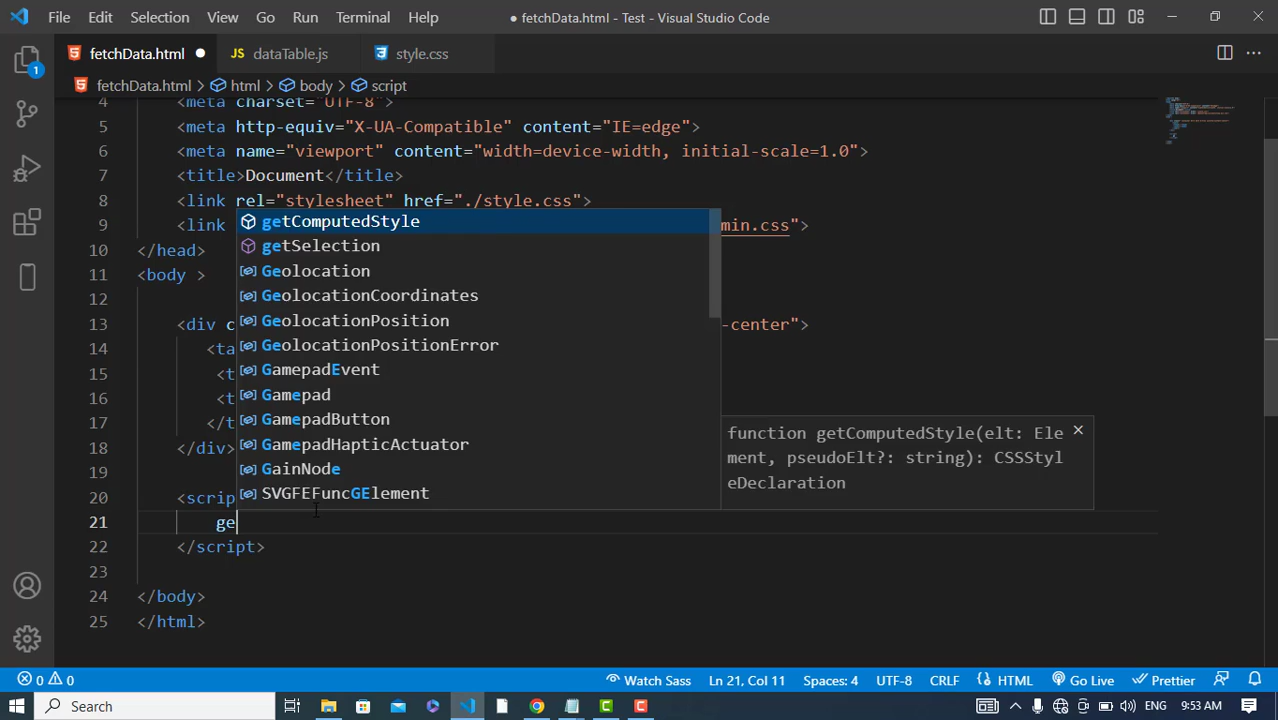 File Edit Selection View Go Run Terminal Help
● fetchData.html - Test - Visual Studio Code
fetchData.html ●
JS dataTable.js
style.css
fetchData.html > html > body > script
1
4 <meta charset="UTF-8">
5 <meta http-equiv="X-UA-Compatible" content="IE=edge">
6 <meta name="viewport" content="width=device-width, initial-scale=1.0">
7 <title>Document</title>
8 <link rel="stylesheet" href="./style.css">
9 <link min.css">
10 </head>
11 <body >
12
13 <div c -center">
14 <ta
15 <t
16 <t
17 </t
18 </div>
19
20 <scrip
21 ge
22 </script>
23
24 </body>
25 </html>
getComputedStyle
getSelection
Geolocation
GeolocationCoordinates
GeolocationPosition
GeolocationPositionError
GamepadEvent
Gamepad
GamepadButton
GamepadHapticActuator
GainNode
SVGFEFuncGElement
function getComputedStyle(elt: Ele
ment, pseudoElt?: string): CSSStyl
eDeclaration
0 0 Watch Sass Ln 21, Col 11 Spaces: 4 UTF-8 CRLF HTML Go Live Prettier
Search ENG 9:53 AM